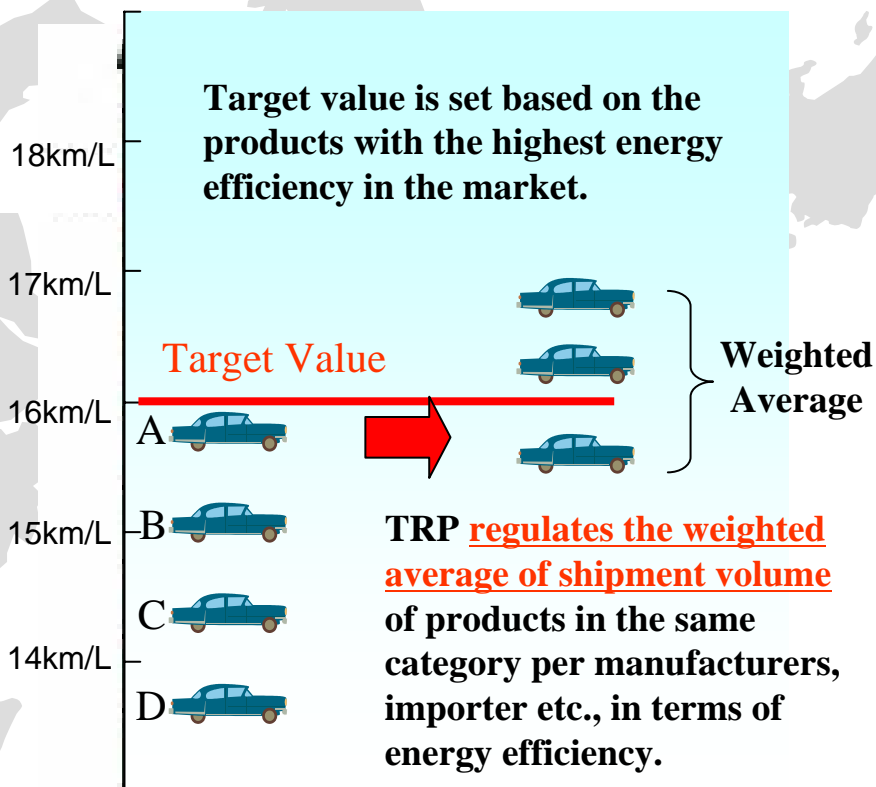 Target value is set based on the
products with the highest energy
efficiency in the market.
18km/L
17km/L
Target Value
Weighted
Average
16km/L
A
B
15km/L
C
14km/L
D
TRP regulates the weighted
average of shipment volume
of products in the same
category per manufacturers,
importer etc., in terms of
energy efficiency.